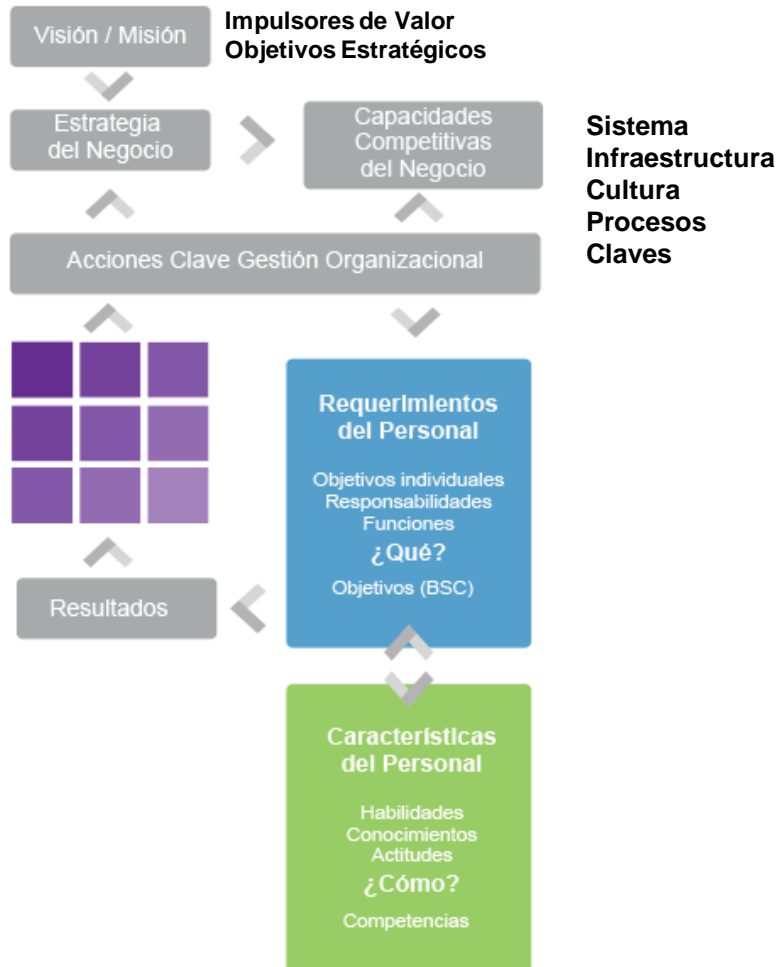 Visión / Misión
Impulsores de Valor
Objetivos Estratégicos
Estrategia
del Negocio
Capacidades
Competitivas
del Negocio
Sistema
Infraestructura
Cultura
Procesos
Claves
Acciones Clave Gestión Organizacional
Requerimientos
del Personal
Objetivos individuales
Responsabilidades
Funciones
¿Qué?
Objetivos (BSC)
Resultados
Características
del Personal
Habilidades
Conocimientos
Actitudes
¿Cómo?
Competencias